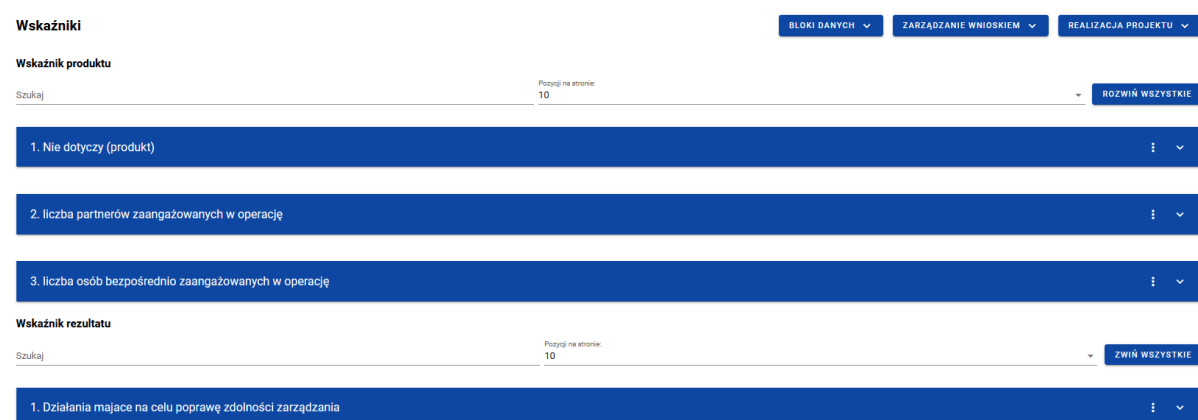 Wskaźniki
BLOKI DANYCH
ZARZĄDZANIE WNIOSKIEM
REALIZACJA PROJEKTU
Wskaźnik produktu
Szukaj
Pozycji na stronie:
10
ROZWIŃ WSZYSTKIE
1. Nie dotyczy (produkt)
2. liczba partnerów zaangażowanych w operację
3. liczba osób bezpośrednio zaangażowanych w operację
Wskaźnik rezultatu
Szukaj
Pozycji na stronie:
10
ZWIŃ WSZYSTKIE
1. Działania majace na celu poprawę zdolności zarządzania